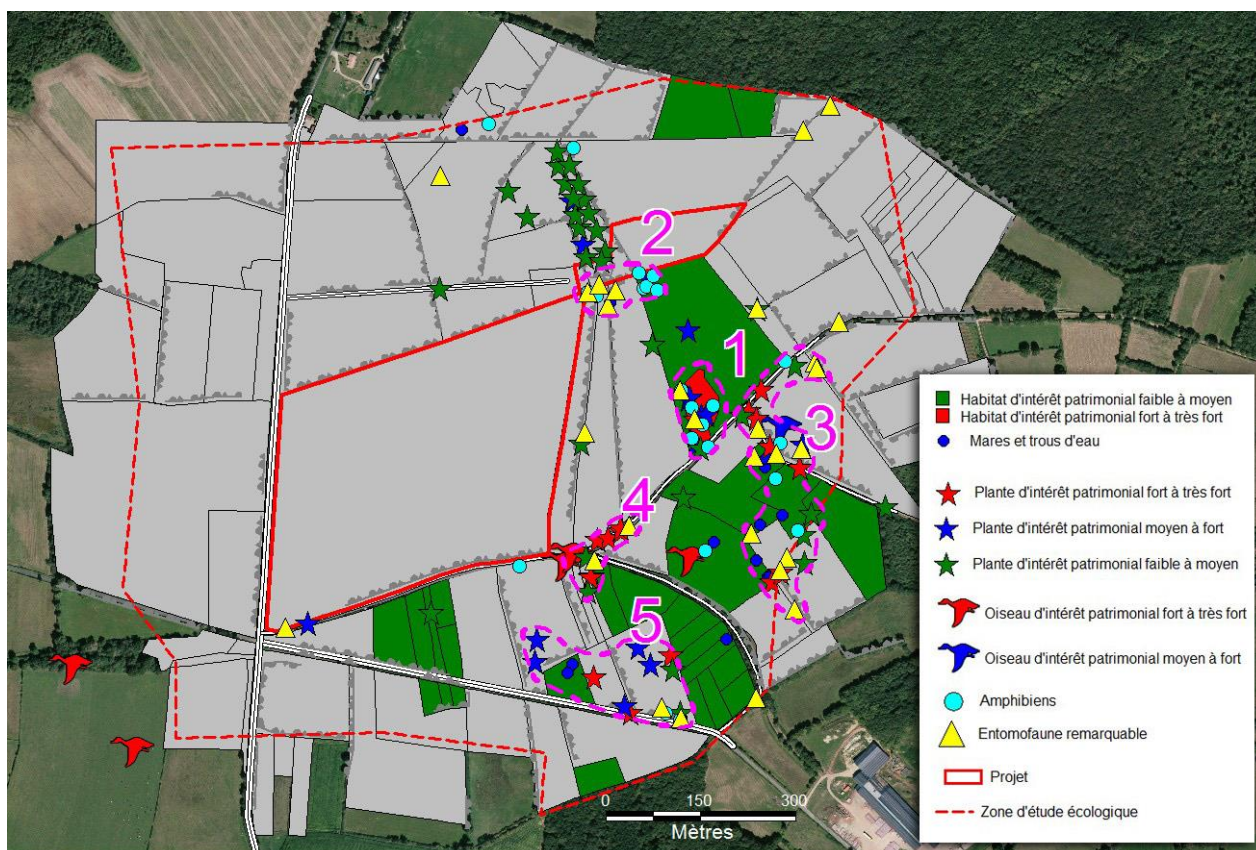 2
1
3
4
5
Habitat d'intérêt patrimonial faible à moyen
Habitat d'intérêt patrimonial fort à très fort
Mares et trous d'eau
Plante d'intérêt patrimonial fort à très fort
Plante d'intérêt patrimonial moyen à fort
Plante d'intérêt patrimonial faible à moyen
Oiseau d'intérêt patrimonial fort à très fort
Oiseau d'intérêt patrimonial moyen à fort
Amphibiens
Entomofaune remarquable
Projet
Zone d'étude écologique
0 150 300
Mètres